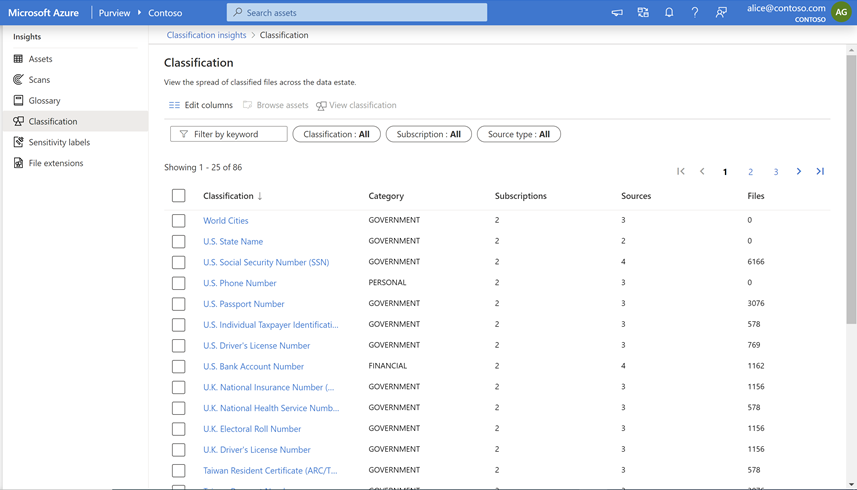 Microsoft Azure Purview Contoso Search assets alice@contoso.com CONTOSO AG
Insights
Assets
Scans
Glossary
Classification
Sensitivity labels
File extensions
Classification insights > Classification
Classification
View the spread of classified files across the data estate.
Edit columns Browse assets View classification
Filter by keyword Classification : All Subscription : All Source type : All
Showing 1 - 25 of 86 1 2 3
Classification ↓ Category Subscriptions Sources Files
World Cities GOVERNMENT 2 3 0
U.S. State Name GOVERNMENT 2 2 0
U.S. Social Security Number (SSN) GOVERNMENT 2 4 6166
U.S. Phone Number PERSONAL 2 3 0
U.S. Passport Number GOVERNMENT 2 3 3076
U.S. Individual Taxpayer Identificati... GOVERNMENT 2 3 578
U.S. Driver's License Number GOVERNMENT 2 3 769
U.S. Bank Account Number FINANCIAL 2 4 1162
U.K. National Insurance Number (... GOVERNMENT 2 3 1156
U.K. National Health Service Numb... GOVERNMENT 2 3 578
U.K. Electoral Roll Number GOVERNMENT 2 3 1156
U.K. Driver's License Number GOVERNMENT 2 3 1156
Taiwan Resident Certificate (ARC/T... GOVERNMENT 2 3 578